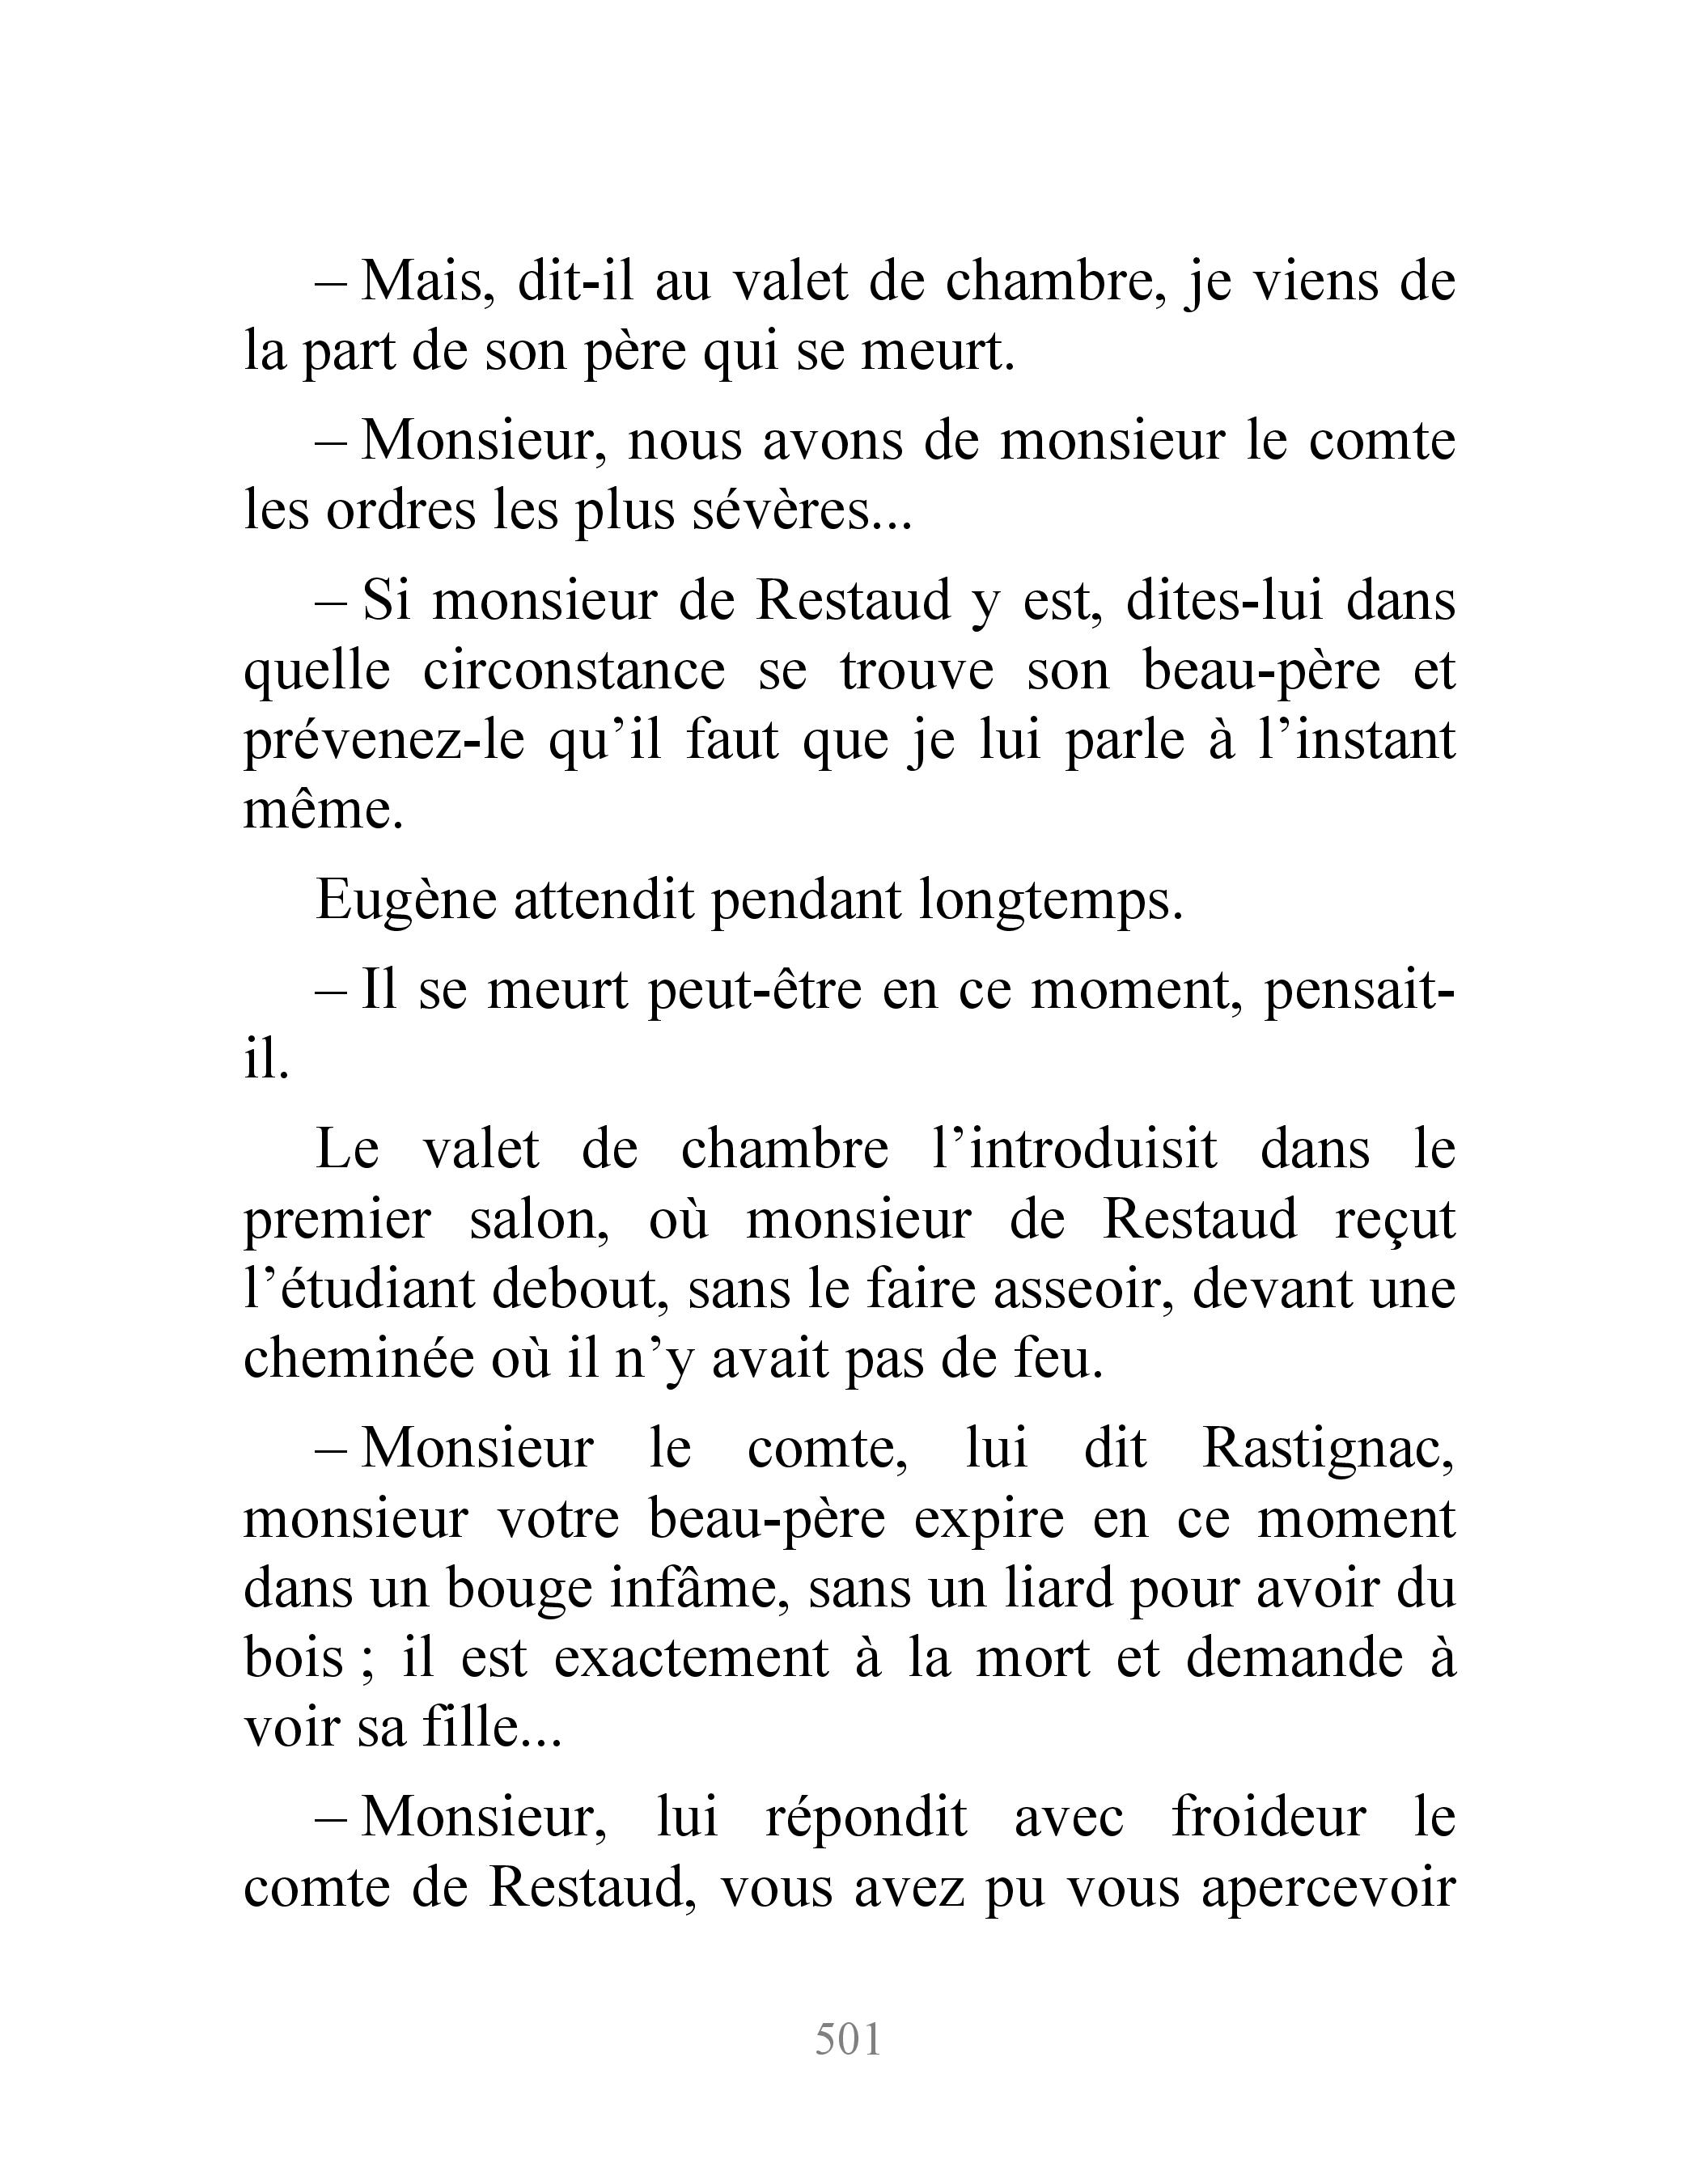 – Mais, dit-il au valet de chambre, je viens de
la part de son père qui se meurt.
– Monsieur, nous avons de monsieur le comte
les ordres les plus sévères...
– Si monsieur de Restaud y est, dites-lui dans
quelle circonstance se trouve son beau-père et
prévenez-le qu’il faut que je lui parle à l’instant
même.
Eugène attendit pendant longtemps.
– Il se meurt peut-être en ce moment, pensait-
il.
Le valet de chambre l’introduisit dans le
premier salon, où monsieur de Restaud reçut
l’étudiant debout, sans le faire asseoir, devant une
cheminée où il n’y avait pas de feu.
– Monsieur le comte, lui dit Rastignac,
monsieur votre beau-père expire en ce moment
dans un bouge infâme, sans un liard pour avoir du
bois ; il est exactement à la mort et demande à
voir sa fille...
– Monsieur, lui répondit avec froideur le
comte de Restaud, vous avez pu vous apercevoir
501